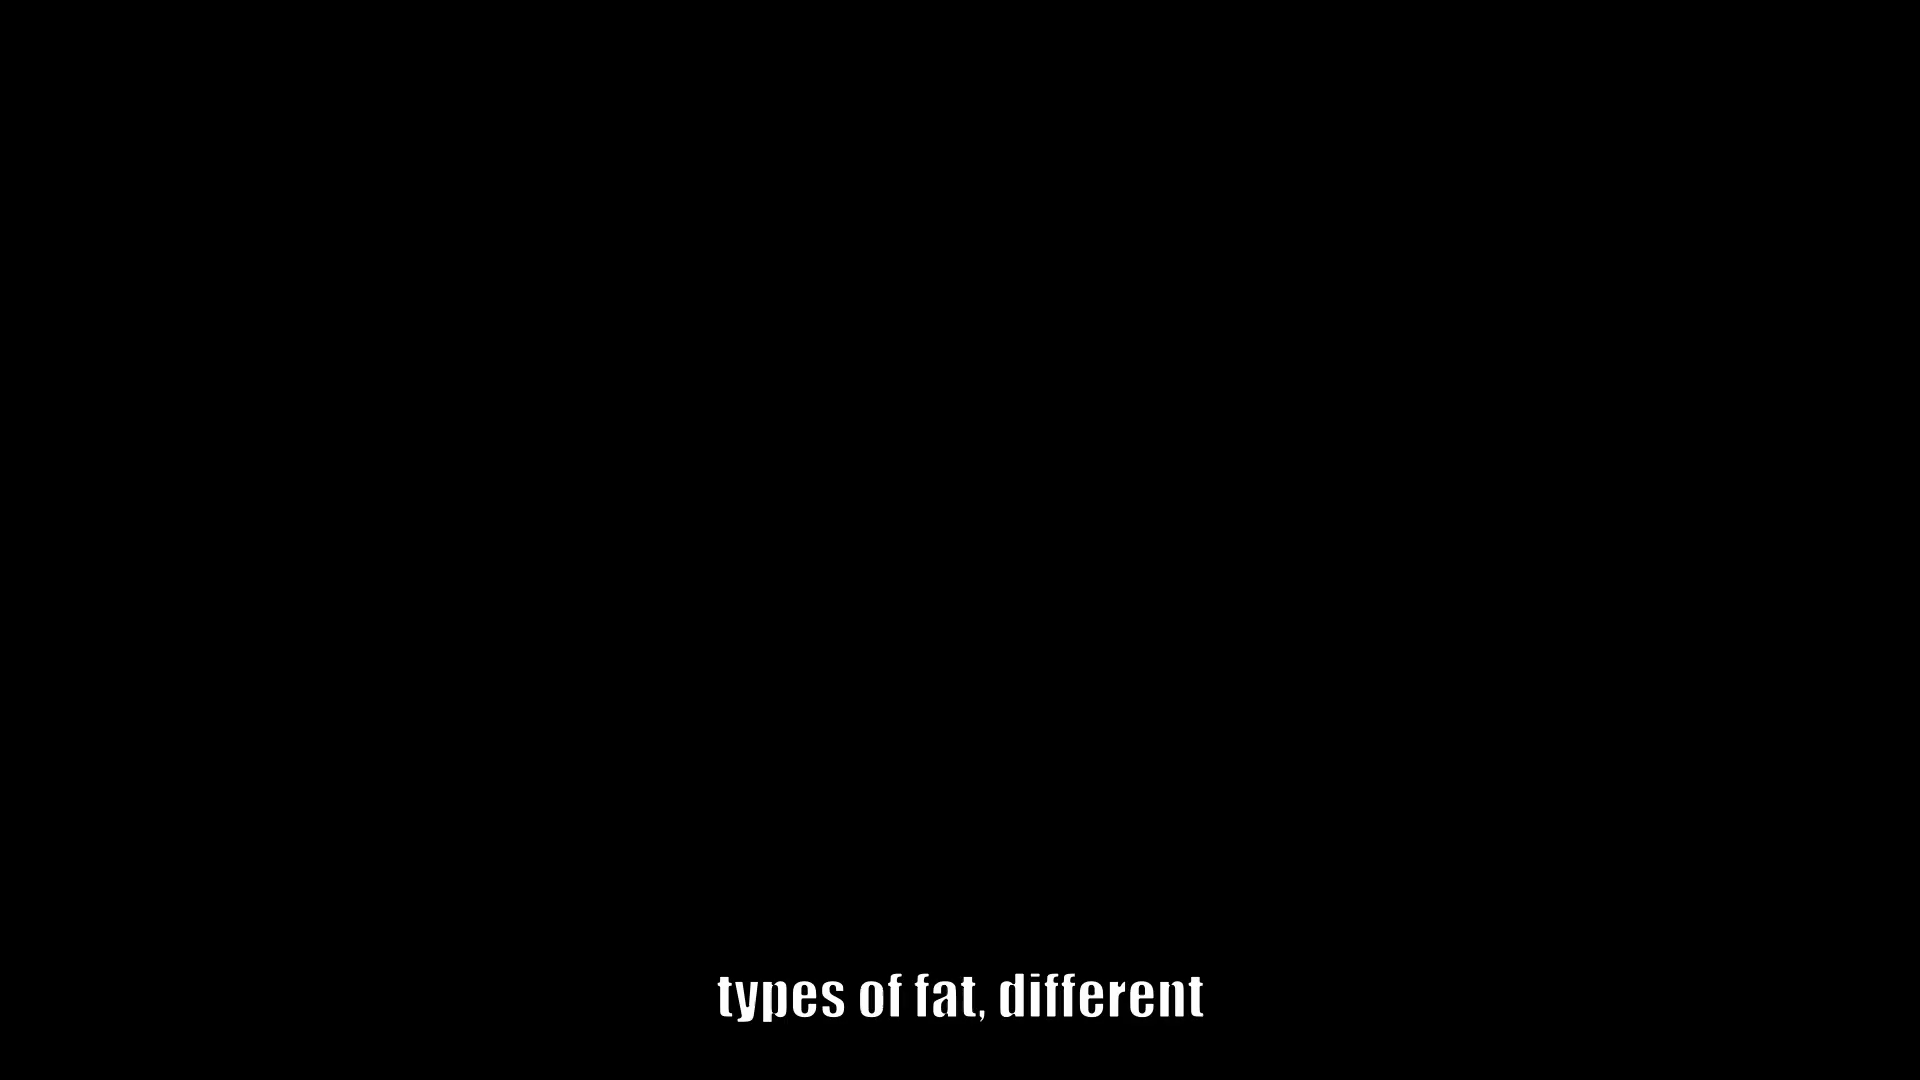 types of fat, different